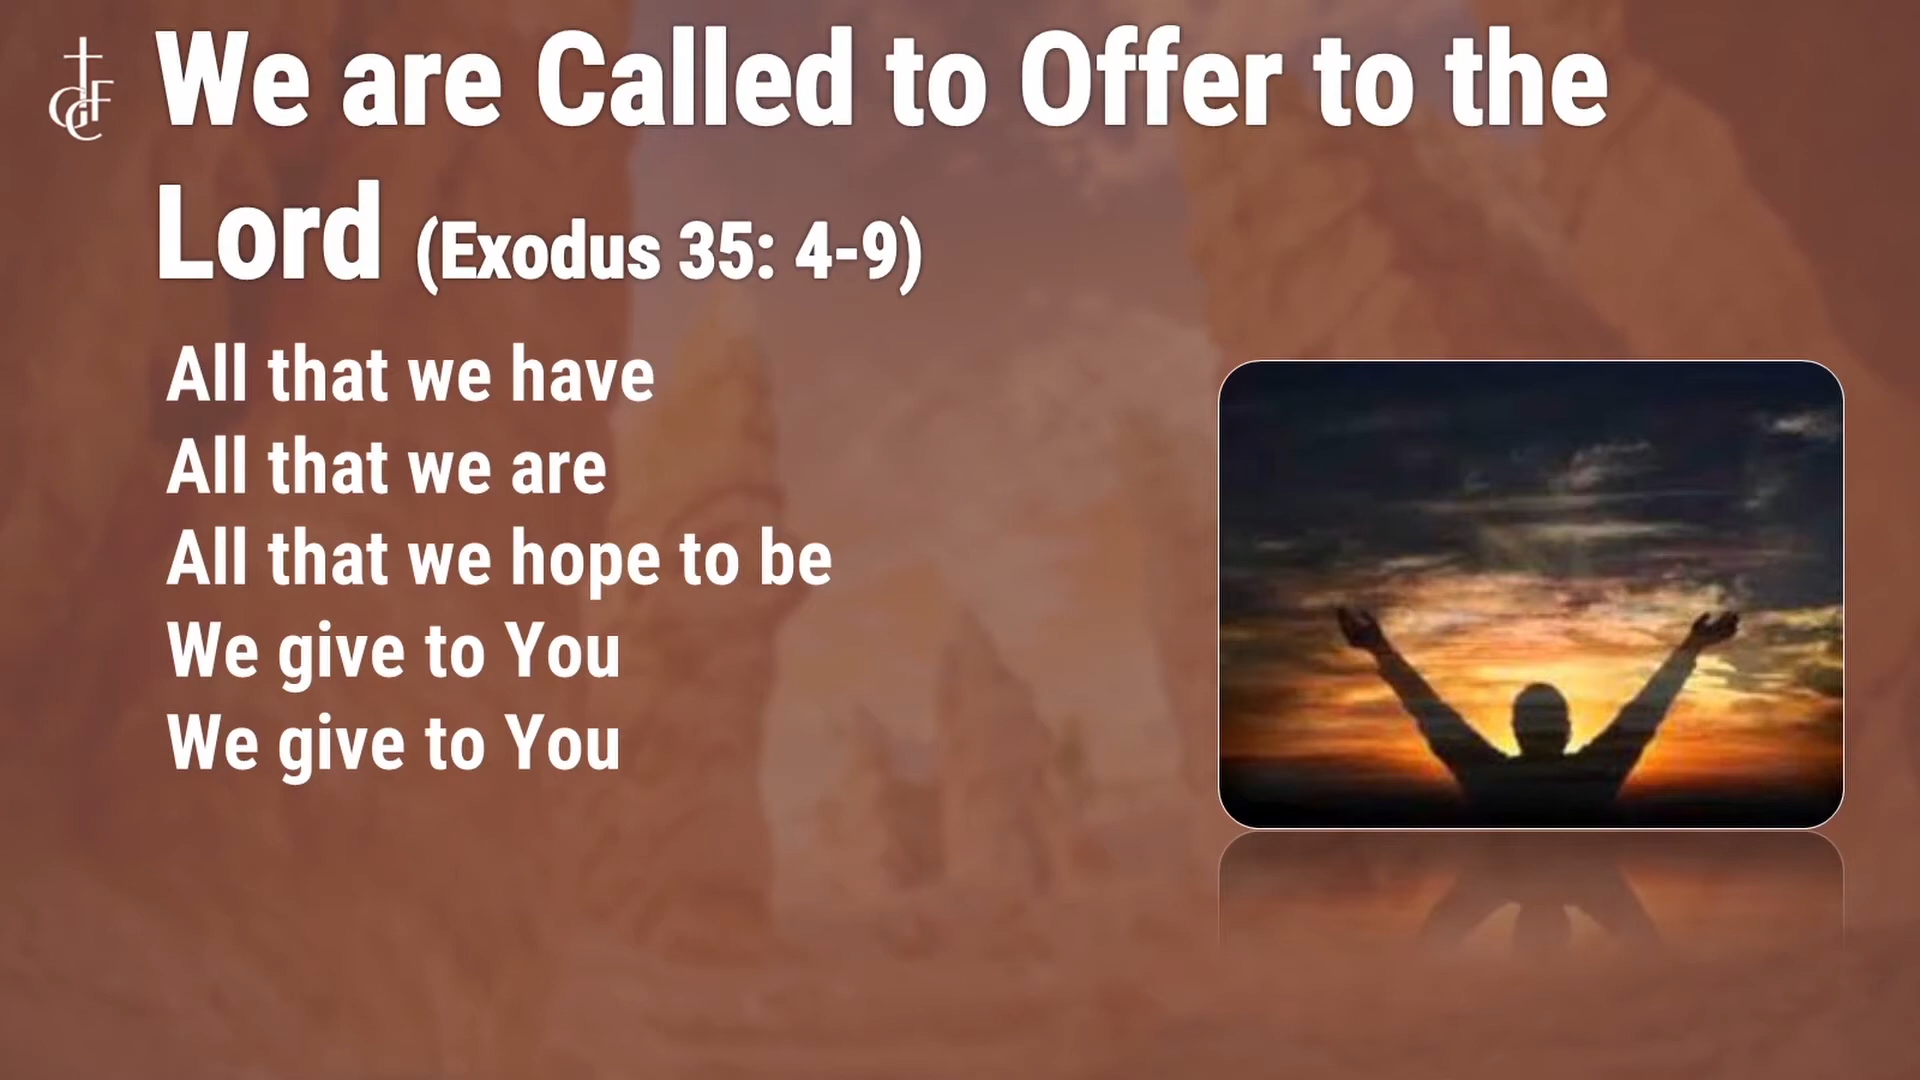 We are Called to Offer to the
Lord (Exodus 35: 4-9)
All that we have
All that we are
All that we hope to be
We give to You
We give to You